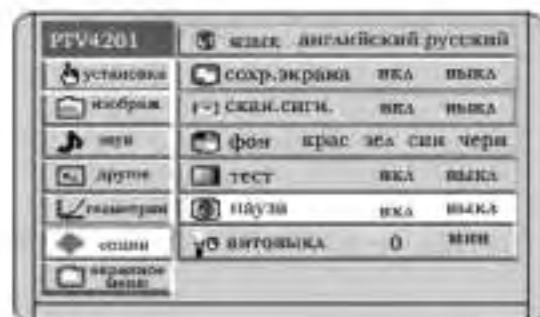 PTV4201
язык английский русский
установка
сохр.экрана вкл выкл
изображ
скан.сигн. вкл выкл
звук
фон крас зел син черн
другое
тест вкл выкл
геометрия
пауза вкл выкл
опции
автовыкл 0 мин
экранное
меню